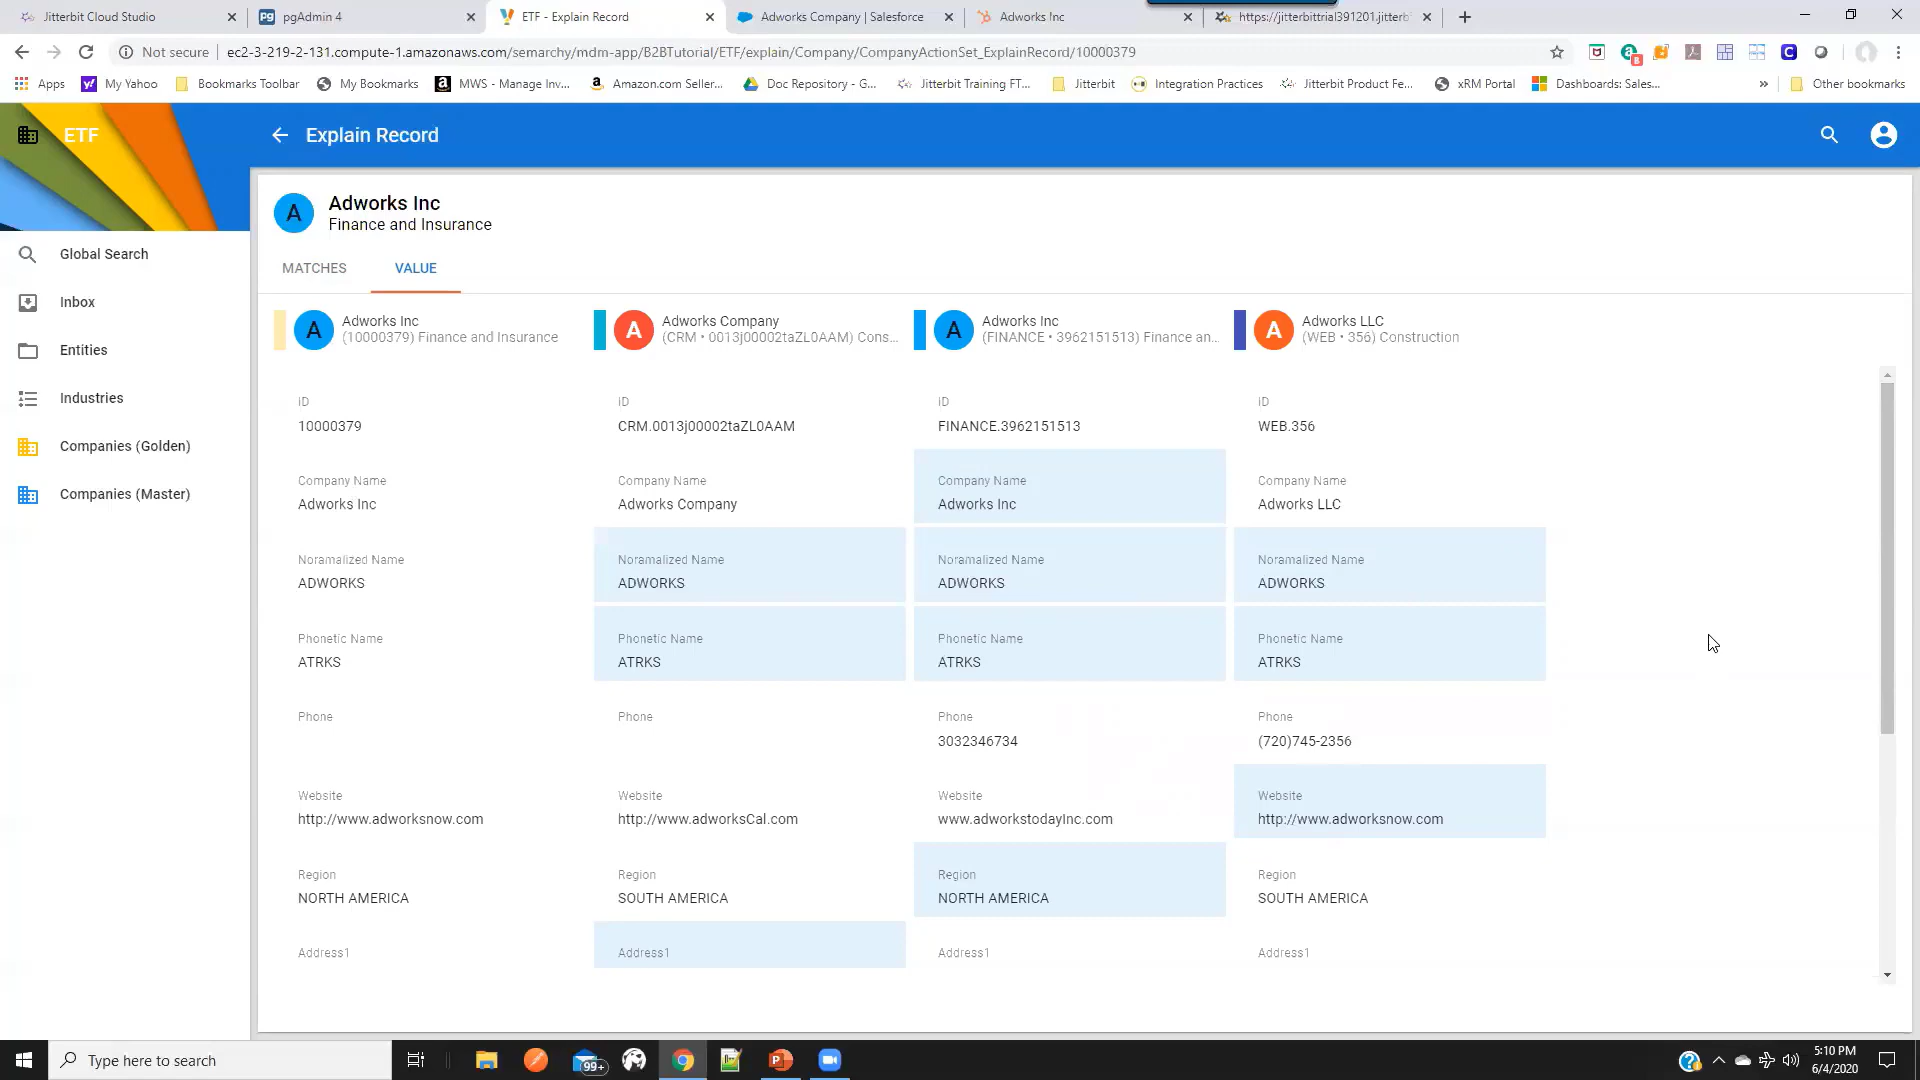 Jitterbit Cloud Studio
pgAdmin 4
ETF - Explain Record
Adworks Company | Salesforce
Adworks Inc
https://jitterbittrial391201.jitterb
Not secure
ec2-3-219-2-131.compute-1.amazonaws.com/semarchy/mdm-app/B2BTutorial/ETF/explain/Company/CompanyActionSet_ExplainRecord/10000379
Apps
My Yahoo
Bookmarks Toolbar
My Bookmarks
MWS - Manage Inv...
Amazon.com Seller...
Doc Repository - G...
Jitterbit Training FT...
Jitterbit
Integration Practices
Jitterbit Product Fe...
xRM Portal
Dashboards: Sales...
Other bookmarks
ETF
Explain Record
Global Search
Inbox
Entities
Industries
Companies (Golden)
Companies (Master)
A
Adworks Inc
Finance and Insurance
MATCHES
VALUE
A
Adworks Inc
(10000379) Finance and Insurance
A
Adworks Company
(CRM • 0013j00002taZL0AAM) Cons...
A
Adworks Inc
(FINANCE • 3962151513) Finance an...
A
Adworks LLC
(WEB • 356) Construction
ID
ID
ID
ID
10000379
CRM.0013j00002taZL0AAM
FINANCE.3962151513
WEB.356
Company Name
Company Name
Company Name
Company Name
Adworks Inc
Adworks Company
Adworks Inc
Adworks LLC
Noramalized Name
Noramalized Name
Noramalized Name
Noramalized Name
ADWORKS
ADWORKS
ADWORKS
ADWORKS
Phonetic Name
Phonetic Name
Phonetic Name
Phonetic Name
ATRKS
ATRKS
ATRKS
ATRKS
Phone
Phone
Phone
Phone
3032346734
(720)745-2356
Website
Website
Website
Website
http://www.adworksnow.com
http://www.adworksCal.com
www.adworkstodayInc.com
http://www.adworksnow.com
Region
Region
Region
Region
NORTH AMERICA
SOUTH AMERICA
NORTH AMERICA
SOUTH AMERICA
Address1
Address1
Address1
Address1
Type here to search
99+
5:10 PM
6/4/2020